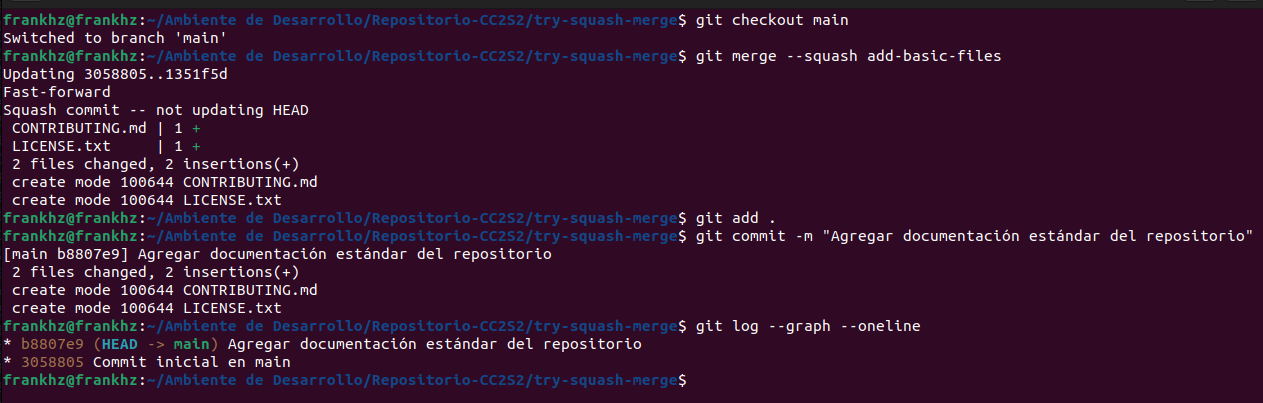 frankhz@frankhz:~/Ambiente de Desarrollo/Repositorio-CC2S2/try-squash-merge$ git checkout main
Switched to branch 'main'
frankhz@frankhz:~/Ambiente de Desarrollo/Repositorio-CC2S2/try-squash-merge$ git merge --squash add-basic-files
Updating 3058805..1351f5d
Fast-forward
Squash commit -- not updating HEAD
 CONTRIBUTING.md | 1 +
 LICENSE.txt     | 1 +
 2 files changed, 2 insertions(+)
 create mode 100644 CONTRIBUTING.md
 create mode 100644 LICENSE.txt
frankhz@frankhz:~/Ambiente de Desarrollo/Repositorio-CC2S2/try-squash-merge$ git add .
frankhz@frankhz:~/Ambiente de Desarrollo/Repositorio-CC2S2/try-squash-merge$ git commit -m "Agregar documentación estándar del repositorio"
[main b8807e9] Agregar documentación estándar del repositorio
 2 files changed, 2 insertions(+)
 create mode 100644 CONTRIBUTING.md
 create mode 100644 LICENSE.txt
frankhz@frankhz:~/Ambiente de Desarrollo/Repositorio-CC2S2/try-squash-merge$ git log --graph --oneline
* b8807e9 (HEAD -> main) Agregar documentación estándar del repositorio
* 3058805 Commit inicial en main
frankhz@frankhz:~/Ambiente de Desarrollo/Repositorio-CC2S2/try-squash-merge$